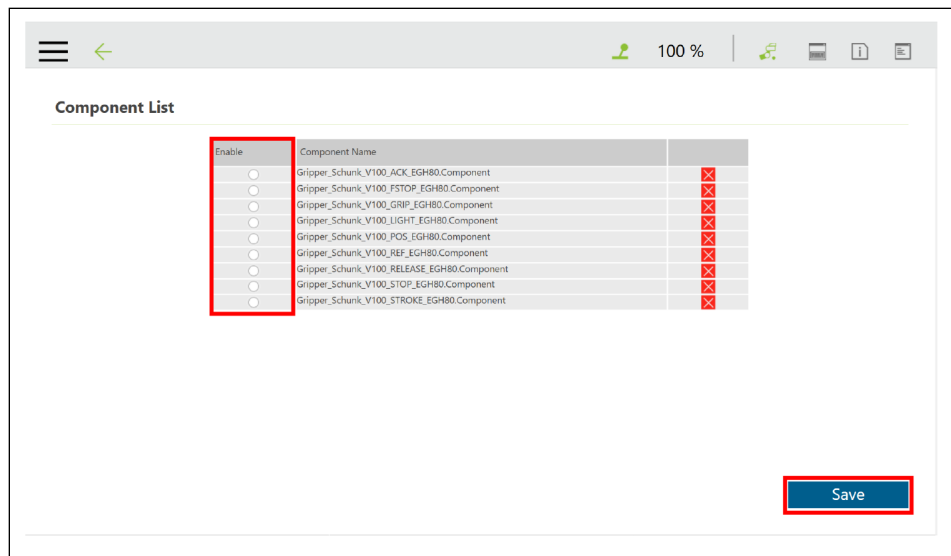 100 %
Component List
Enable Component Name
Gripper_Schunk_V100_ACK_EGH80.Component
Gripper_Schunk_V100_FSTOP_EGH80.Component
Gripper_Schunk_V100_GRIP_EGH80.Component
Gripper_Schunk_V100_LIGHT_EGH80.Component
Gripper_Schunk_V100_POS_EGH80.Component
Gripper_Schunk_V100_REF_EGH80.Component
Gripper_Schunk_V100_RELEASE_EGH80.Component
Gripper_Schunk_V100_STOP_EGH80.Component
Gripper_Schunk_V100_STROKE_EGH80.Component
Save